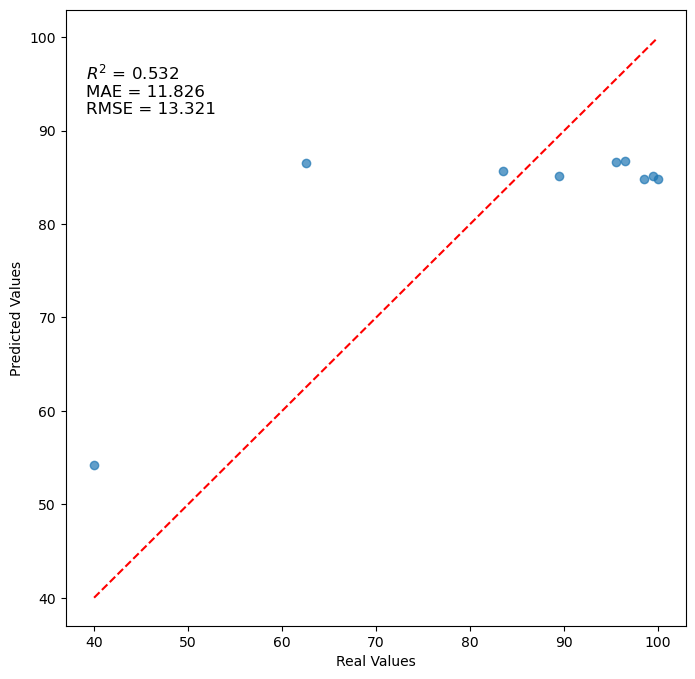 R² = 0.532
MAE = 11.826
RMSE = 13.321
Predicted Values
100
90
80
70
60
50
40
40 50 60 70 80 90 100
Real Values